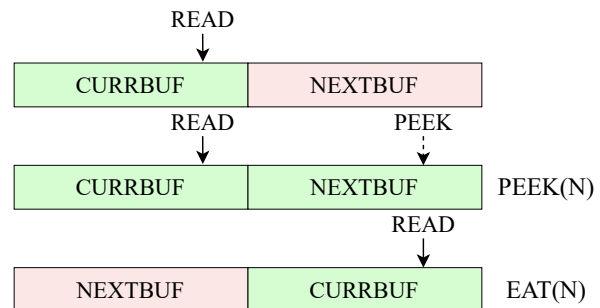 READ
CURRBUF NEXTBUF
READ PEEK
CURRBUF NEXTBUF PEEK(N)
READ
NEXTBUF CURRBUF EAT(N)